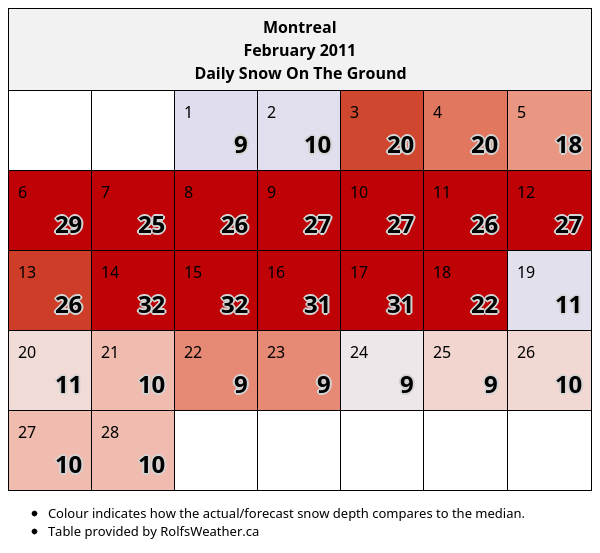 Montreal
February 2011
Daily Snow On The Ground
1 2 3 4 5
9 10 20 20 18
6 7 8 9 10 11 12
29 25 26 27 27 26 27
13 14 15 16 17 18 19
26 32 32 31 31 22 11
20 21 22 23 24 25 26
11 10 9 9 9 9 10
27 28
10 10
• Colour indicates how the actual/forecast snow depth compares to the median.
• Table provided by RolfsWeather.ca